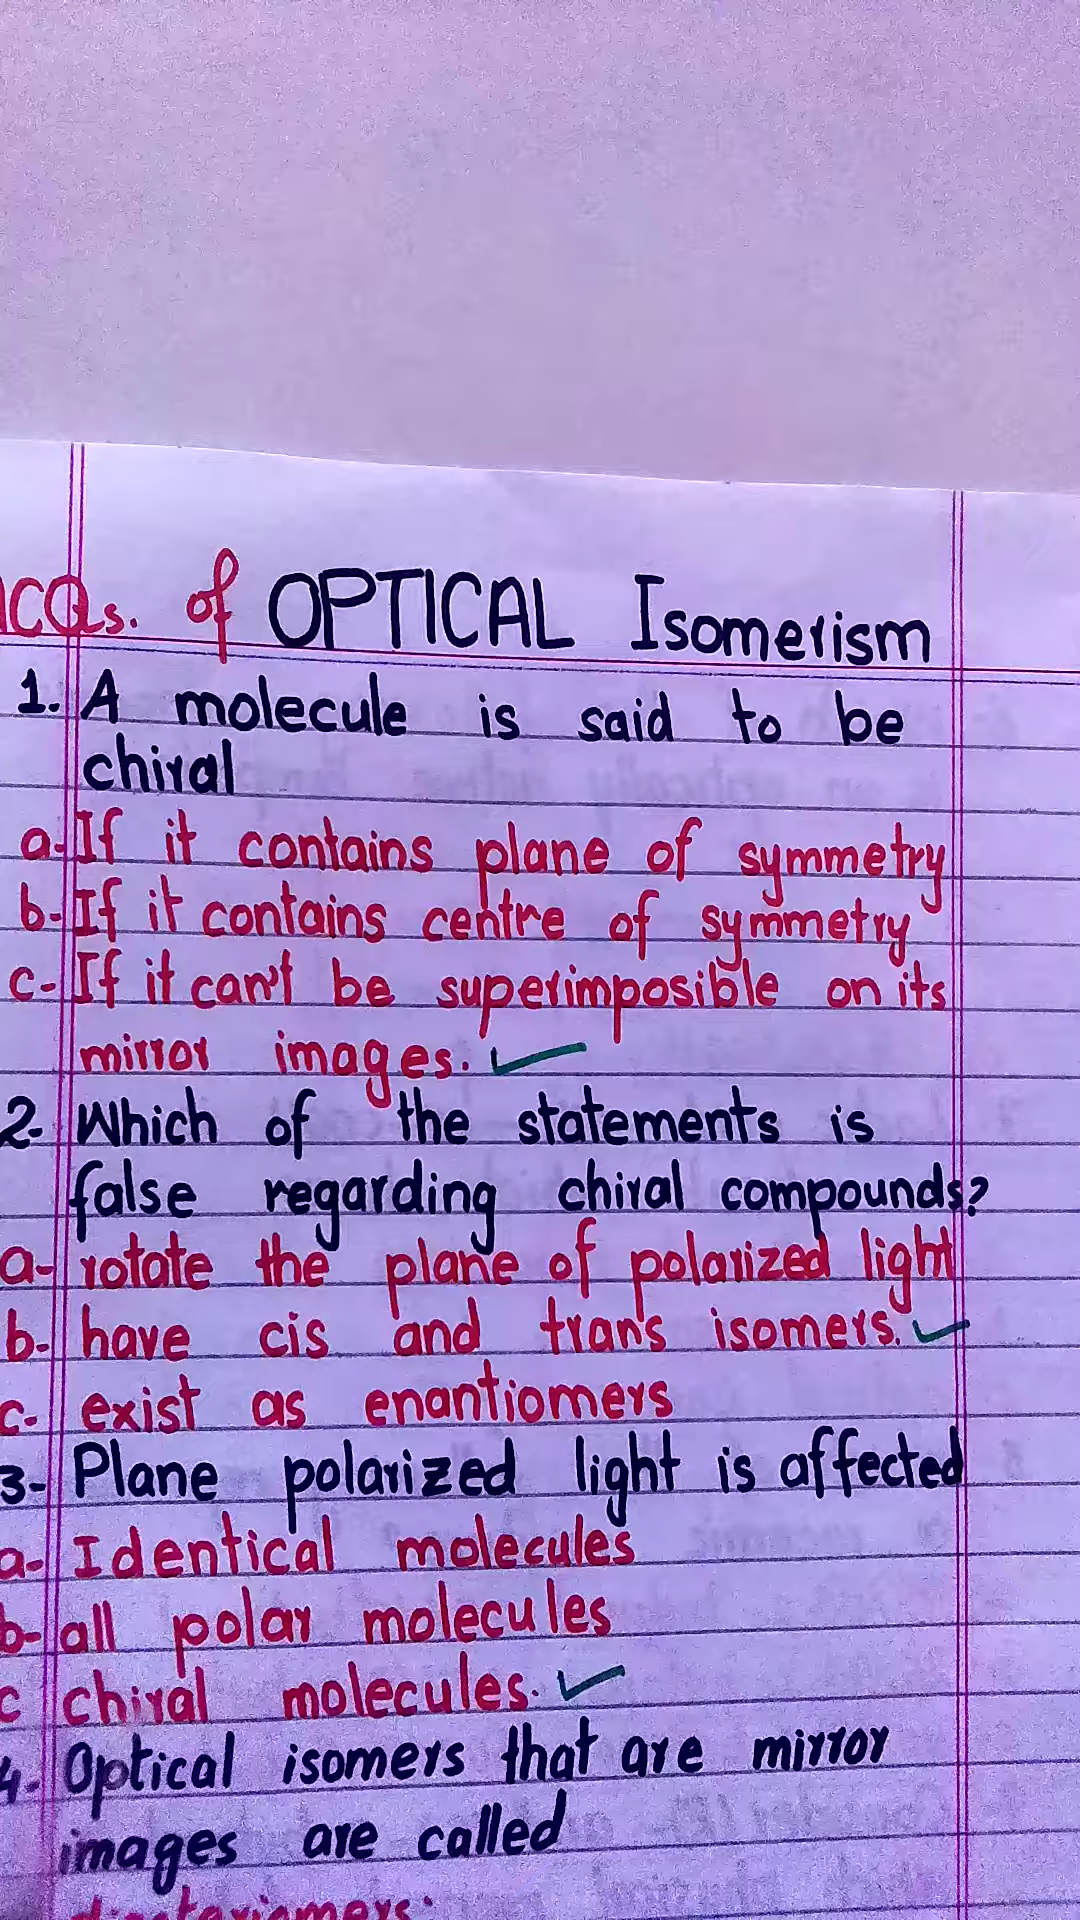 MCQs. of OPTICAL Isomerism
1. A molecule is said to be
chiral
a- If it contains plane of symmetry
b- If it contains centre of symmetry
c- If it can't be superimposible on its
mirror images.
2- Which of the statements is
false regarding chiral compounds?
a- rotate the plane of polarized light
b- have cis and trans isomers.
c- exist as enantiomers
3- Plane polarized light is affected
a- Identical molecules
b- all polar molecules
c chiral molecules.
4- Optical isomers that are mirror
images are called